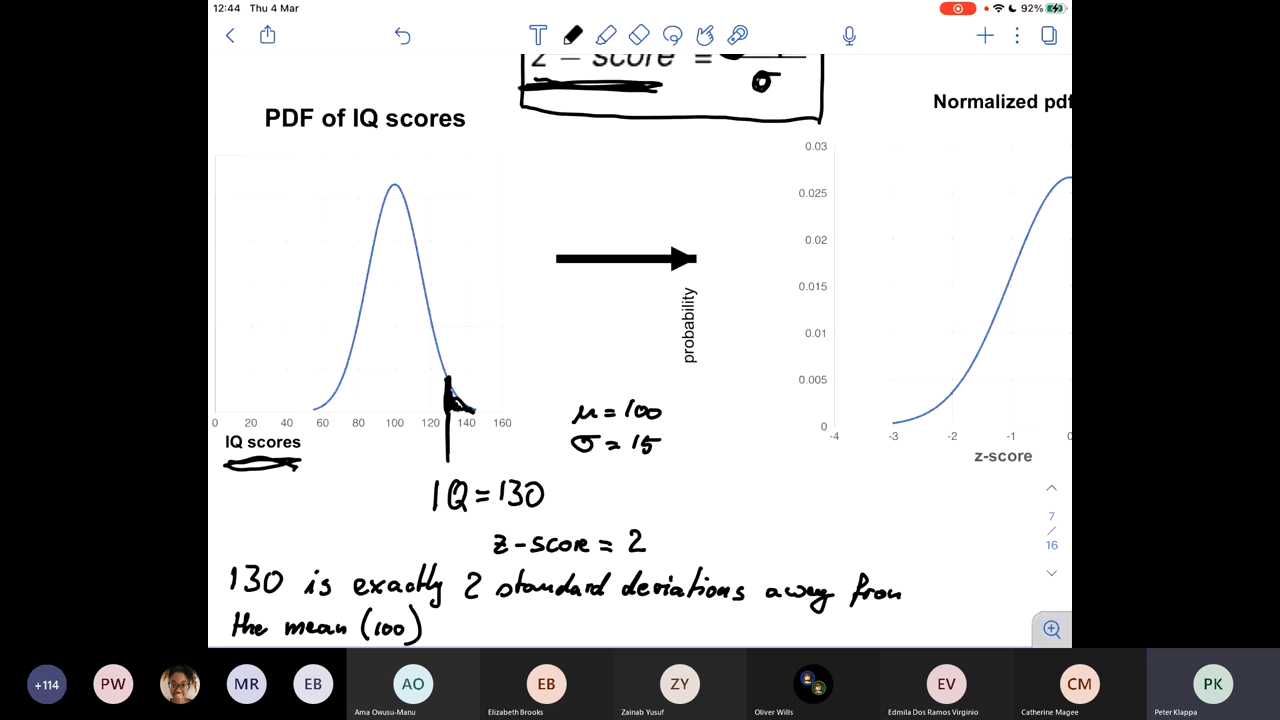 12:44 Thu 4 Mar
92%
z - score =
σ
PDF of IQ scores
Normalized pdf
0.03
0.025
0.02
0.015
0.01
0.005
0
probability
-4 -3 -2 -1 0
z-score
0 20 40 60 80 100 120 140 160
IQ scores
μ = 100
σ = 15
IQ = 130
z-score = 2
130 is exactly 2 standard deviations away from
the mean (100)
7
/
16
+114
PW
MR
EB
AO
Ama Owusu-Manu
EB
Elizabeth Brooks
ZY
Zainab Yusuf
Oliver Wills
EV
Edmila Dos Ramos Virginio
CM
Catherine Magee
PK
Peter Klappa